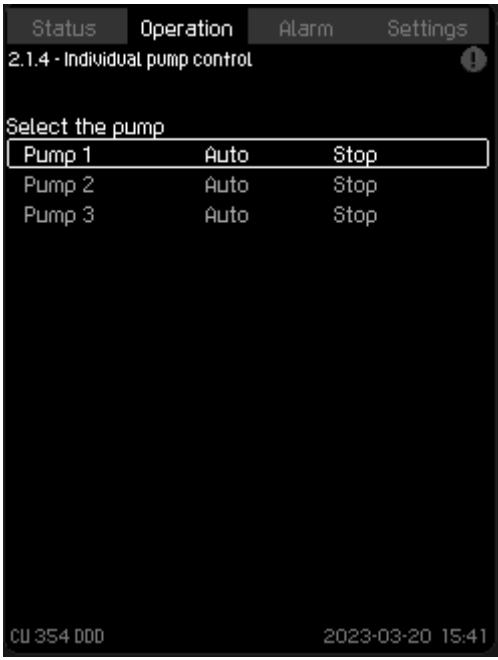 Status Operation Alarm Settings
2.1.4 - Individual pump control
Select the pump
Pump 1 Auto Stop
Pump 2 Auto Stop
Pump 3 Auto Stop
CU 354 DDD 2023-03-20 15:41